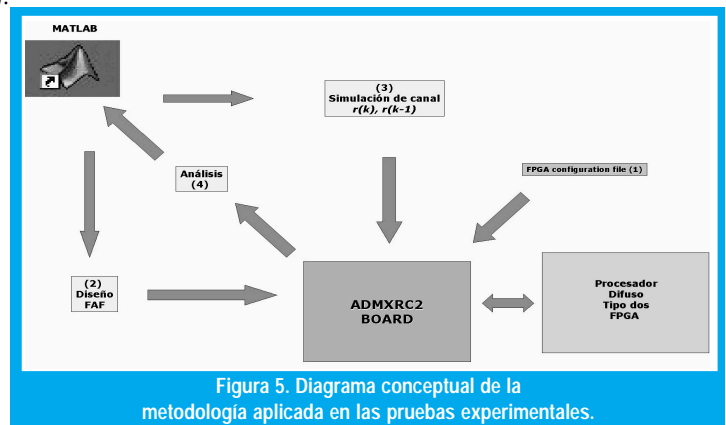 MATLAB
(3)
Simulación de canal
r(k), r(k-1)
Análisis
(4)
FPGA configuration file (1)
(2)
Diseño
FAF
ADMXRC2
BOARD
Procesador
Difuso
Tipo dos
FPGA
Figura 5. Diagrama conceptual de la
metodología aplicada en las pruebas experimentales.